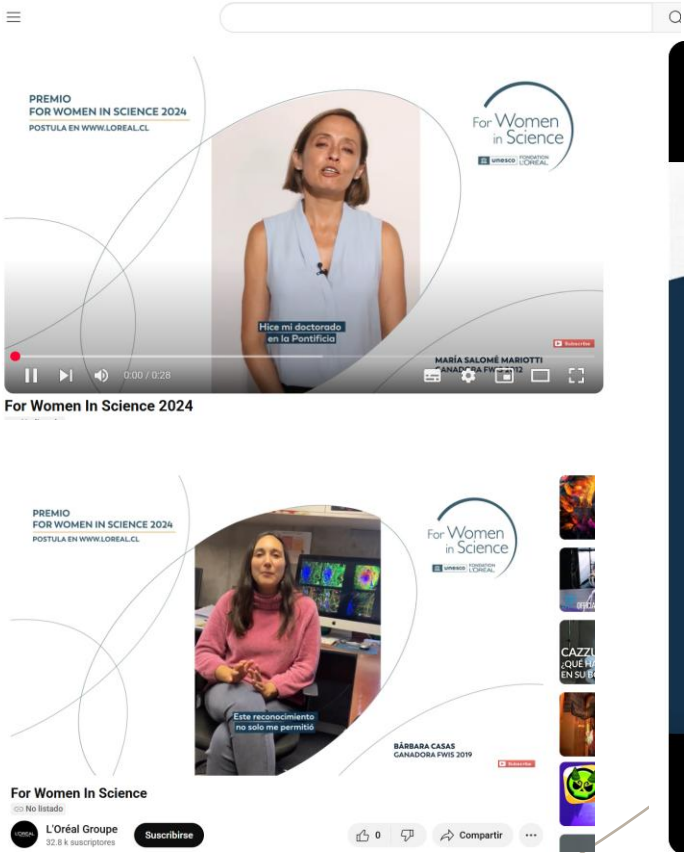 PREMIO
FOR WOMEN IN SCIENCE 2024
POSTULA EN WWW.LOREAL.CL
For Women
in Science
unesco
FONDATION
L'ORÉAL
Hice mi doctorado
en la Pontificia
Subscribe
MARÍA SALOMÉ MARIOTTI
GANADORA FWIS 2012
0:00 / 0:28
For Women In Science 2024
PREMIO
FOR WOMEN IN SCIENCE 2024
POSTULA EN WWW.LOREAL.CL
For Women
in Science
unesco
FONDATION
L'ORÉAL
Este reconocimiento
no solo me permitió
BÁRBARA CASAS
GANADORA FWIS 2019
Subscribe
CAZZU
¿QUÉ HA
EN SU B
For Women In Science
No listado
L'ORÉAL
L'Oréal Groupe
32.8 k suscriptores
Suscribirse
0
Compartir